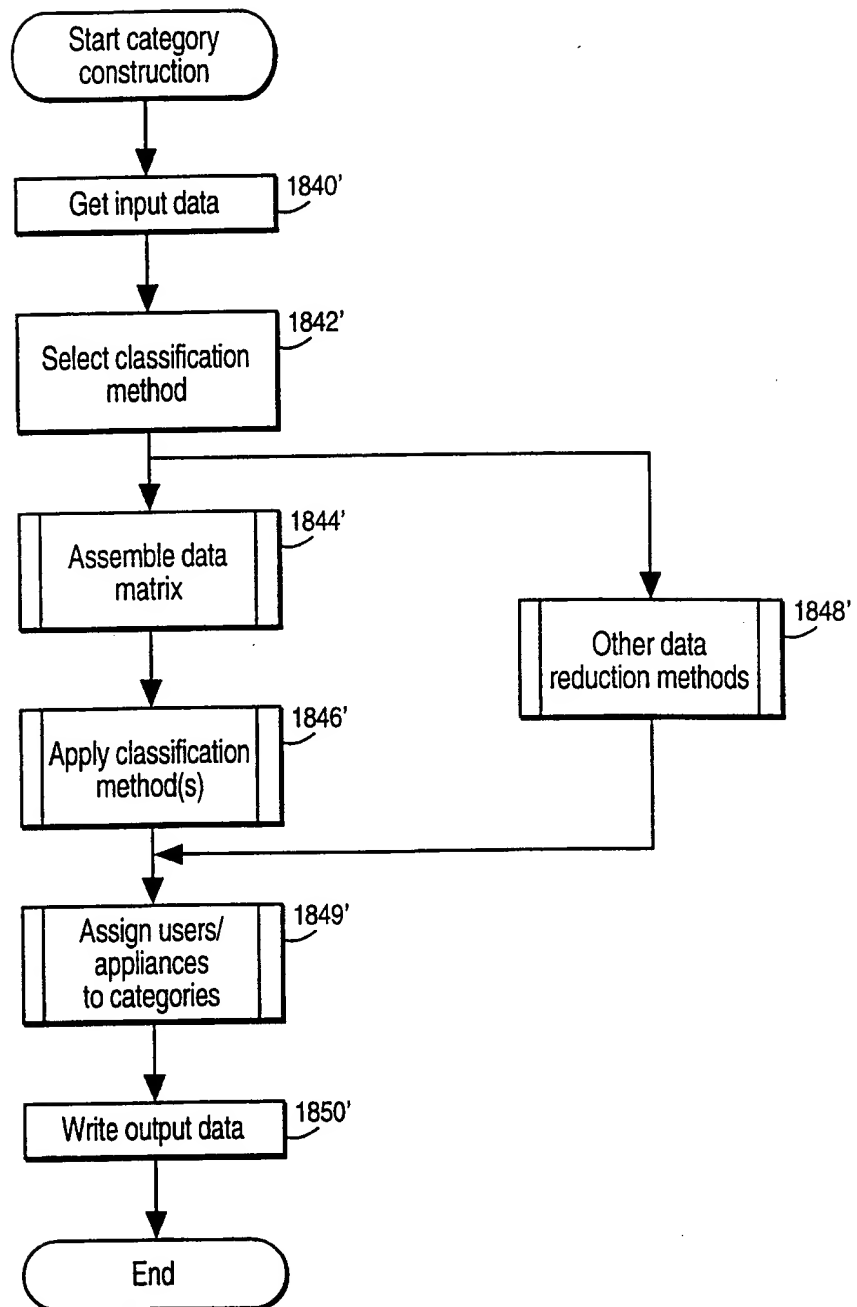 Start category
construction
1840'
Get input data
1842'
Select classification
method
1844'
Assemble data
matrix
1848'
Other data
reduction methods
1846'
Apply classification
method(s)
1849'
Assign users/
appliances
to categories
1850'
Write output data
End